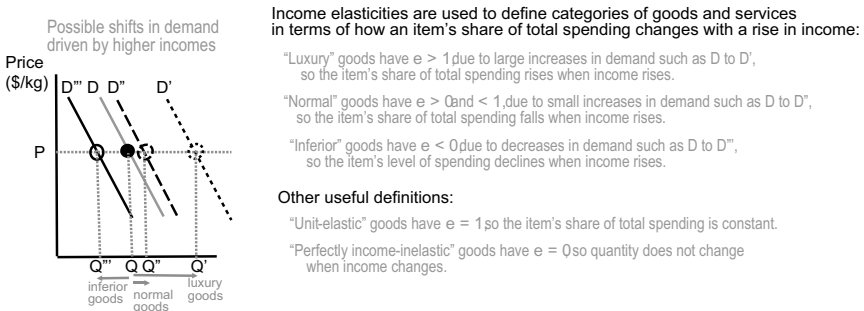 Possible shifts in demand
driven by higher incomes
Price
($/kg)
D”’ D D” D’
P
Q”’ Q Q” Q’
inferior
goods
normal
goods
luxury
goods
Income elasticities are used to define categories of goods and services
in terms of how an item’s share of total spending changes with a rise in income:
“Luxury” goods have e > 1,due to large increases in demand such as D to D’,
so the item’s share of total spending rises when income rises.
“Normal” goods have e > 0and < 1,due to small increases in demand such as D to D”,
so the item’s share of total spending falls when income rises.
“Inferior” goods have e < 0,due to decreases in demand such as D to D”’,
so the item’s level of spending declines when income rises.
Other useful definitions:
“Unit-elastic” goods have e = 1,so the item’s share of total spending is constant.
“Perfectly income-inelastic” goods have e = 0,so quantity does not change
when income changes.